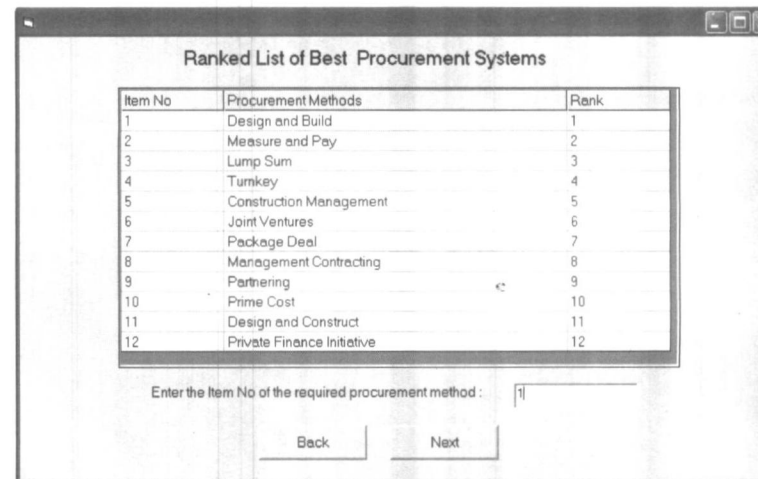 Ranked List of Best Procurement Systems
Item No Procurement Methods Rank
1 Design and Build 1
2 Measure and Pay 2
3 Lump Sum 3
4 Turnkey 4
5 Construction Management 5
6 Joint Ventures 6
7 Package Deal 7
8 Management Contracting 8
9 Partnering 9
10 Prime Cost 10
11 Design and Construct 11
12 Private Finance Initiative 12
Enter the Item No of the required procurement method : 1
Back Next